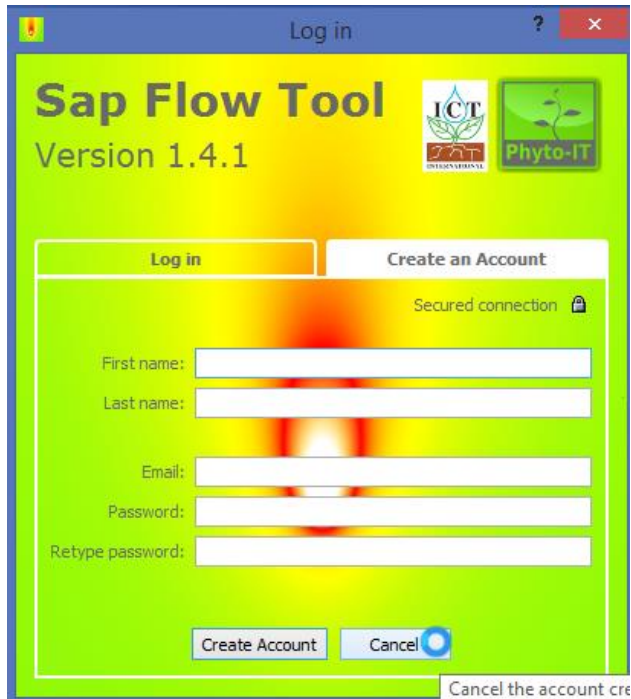 Log in
?
×
Sap Flow Tool
Version 1.4.1
ICT
INTERNATIONAL
Phyto-IT
Log in
Create an Account
Secured connection
First name:
Last name:
Email:
Password:
Retype password:
Create Account
Cancel
Cancel the account cre